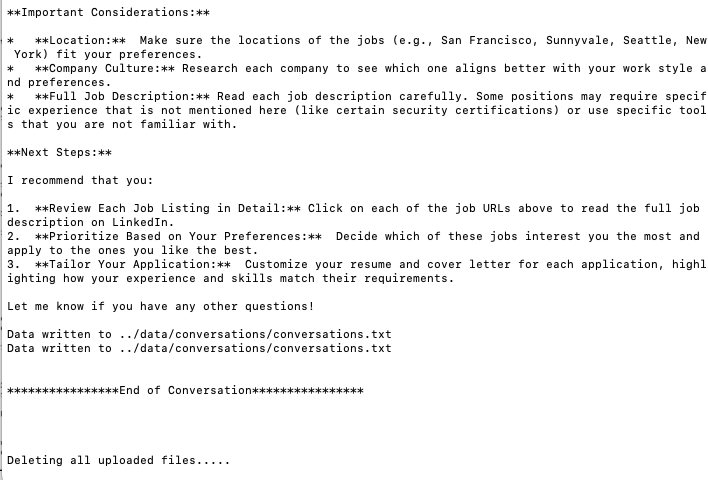 **Important Considerations:**
*   **Location:**  Make sure the locations of the jobs (e.g., San Francisco, Sunnyvale, Seattle, New
 York) fit your preferences.
*   **Company Culture:** Research each company to see which one aligns better with your work style a
nd preferences.
*   **Full Job Description:** Read each job description carefully. Some positions may require specif
ic experience that is not mentioned here (like certain security certifications) or use specific tool
s that you are not familiar with.
**Next Steps:**
I recommend that you:
1.  **Review Each Job Listing in Detail:** Click on each of the job URLs above to read the full job
description on LinkedIn.
2.  **Prioritize Based on Your Preferences:**  Decide which of these jobs interest you the most and
apply to the ones you like the best.
3.  **Tailor Your Application:**  Customize your resume and cover letter for each application, highl
ighting how your experience and skills match their requirements.
Let me know if you have any other questions!
Data written to ../data/conversations/conversations.txt
Data written to ../data/conversations/conversations.txt
****************End of Conversation****************
Deleting all uploaded files.....